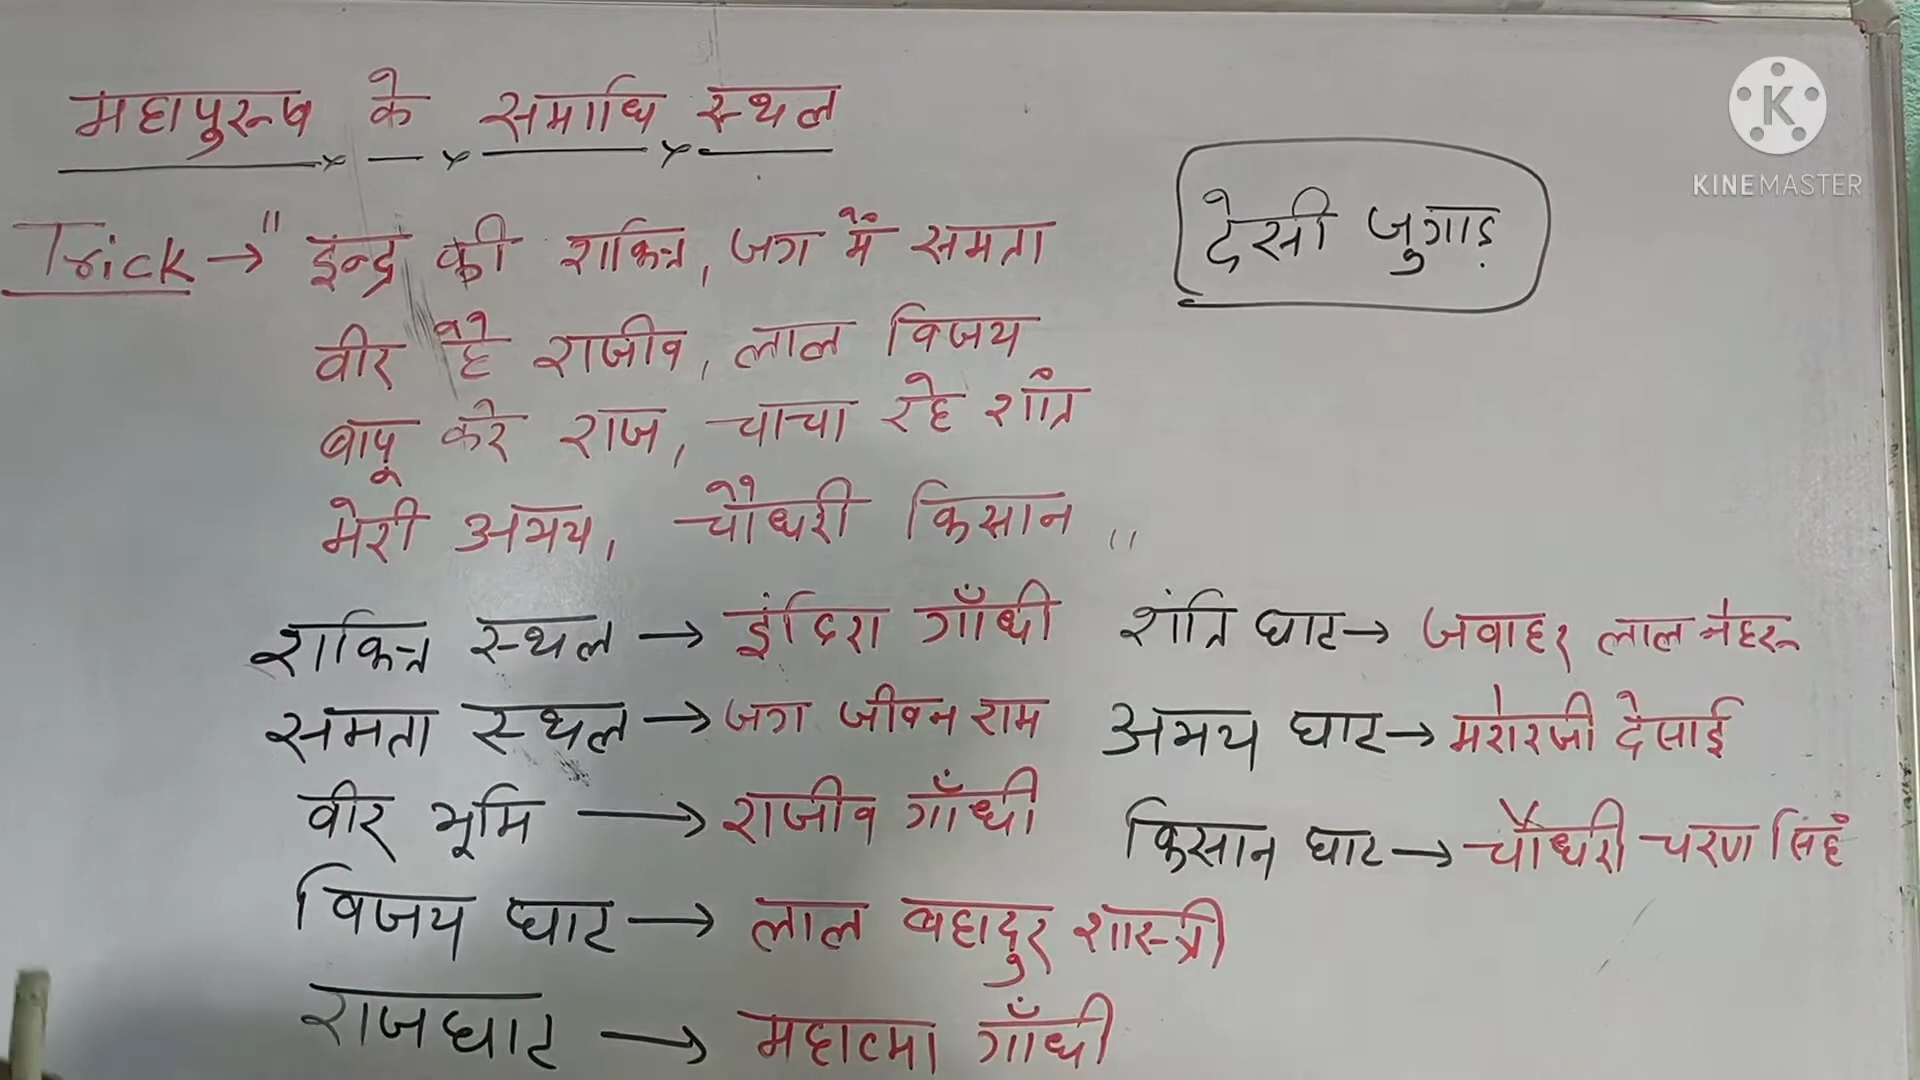 महापुरूष के समाधि स्थल
KINEMASTER
देसी जुगाड़
Trick → " इन्द्र की शक्ति, जग में समता
वीर है राजीव, लाल विजय
बापू करे राज, चाचा रहे शांत
मेरी अभय, चौधरी किसान "
शक्ति स्थल → इंदिरा गाँधी
समता स्थल → जग जीवन राम
वीर भूमि → राजीव गाँधी
विजय घाट → लाल बहादुर शास्त्री
राजघाट → महात्मा गाँधी
शांति घाट → जवाहर लाल नेहरू
अभय घाट → मरोरजी देसाई
किसान घाट → चौधरी चरण सिंह